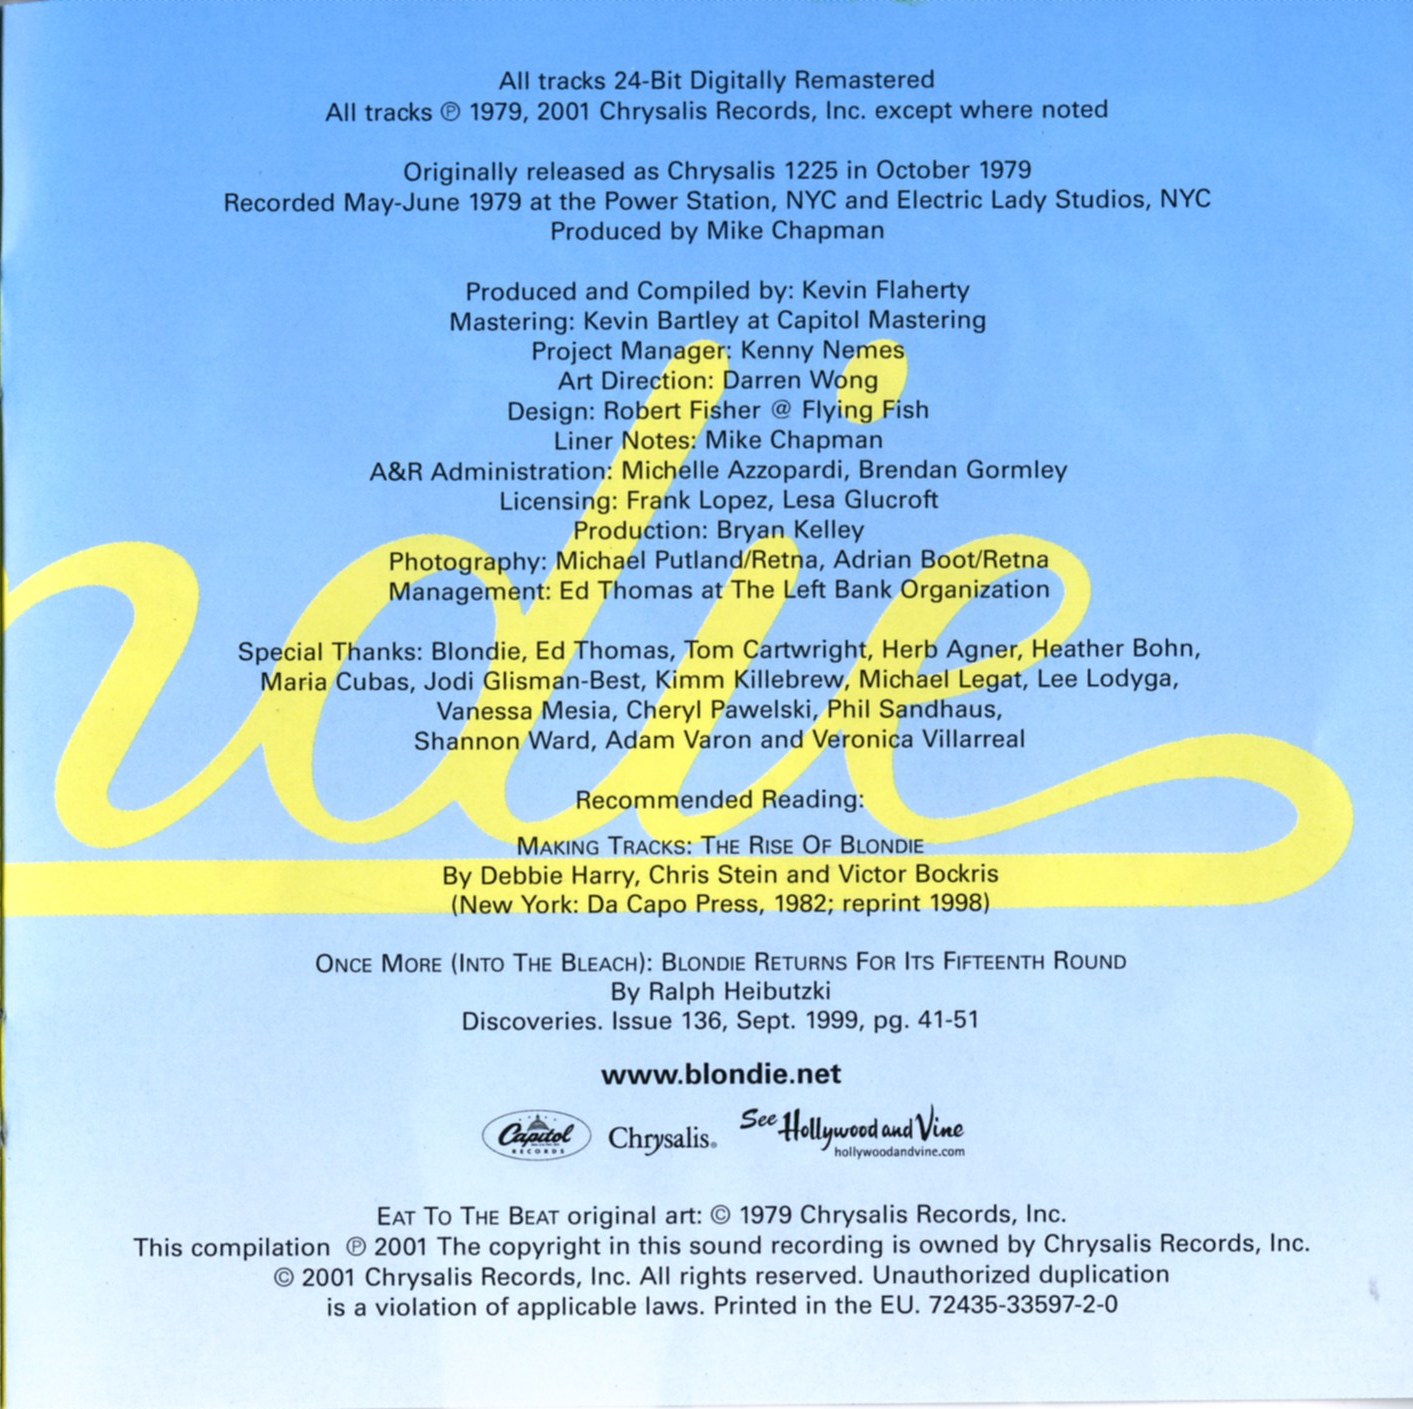 All tracks 24-Bit Digitally Remastered
All tracks ℗ 1979, 2001 Chrysalis Records, Inc. except where noted
Originally released as Chrysalis 1225 in October 1979
Recorded May-June 1979 at the Power Station, NYC and Electric Lady Studios, NYC
Produced by Mike Chapman
Produced and Compiled by: Kevin Flaherty
Mastering: Kevin Bartley at Capitol Mastering
Project Manager: Kenny Nemes
Art Direction: Darren Wong
Design: Robert Fisher @ Flying Fish
Liner Notes: Mike Chapman
A&R Administration: Michelle Azzopardi, Brendan Gormley
Licensing: Frank Lopez, Lesa Glucroft
Production: Bryan Kelley
Photography: Michael Putland/Retna, Adrian Boot/Retna
Management: Ed Thomas at The Left Bank Organization
Special Thanks: Blondie, Ed Thomas, Tom Cartwright, Herb Agner, Heather Bohn,
Maria Cubas, Jodi Glisman-Best, Kimm Killebrew, Michael Legat, Lee Lodyga,
Vanessa Mesia, Cheryl Pawelski, Phil Sandhaus,
Shannon Ward, Adam Varon and Veronica Villarreal
Recommended Reading:
MAKING TRACKS: THE RISE OF BLONDIE
By Debbie Harry, Chris Stein and Victor Bockris
(New York: Da Capo Press, 1982; reprint 1998)
ONCE MORE (INTO THE BLEACH): BLONDIE RETURNS FOR ITS FIFTEENTH ROUND
By Ralph Heibutzki
Discoveries. Issue 136, Sept. 1999, pg. 41-51
www.blondie.net
Capitol RECORDS Chrysalis® See Hollywood and Vine
hollywoodandvine.com
EAT TO THE BEAT original art: © 1979 Chrysalis Records, Inc.
This compilation ℗ 2001 The copyright in this sound recording is owned by Chrysalis Records, Inc.
© 2001 Chrysalis Records, Inc. All rights reserved. Unauthorized duplication
is a violation of applicable laws. Printed in the EU. 72435-33597-2-0
ndie